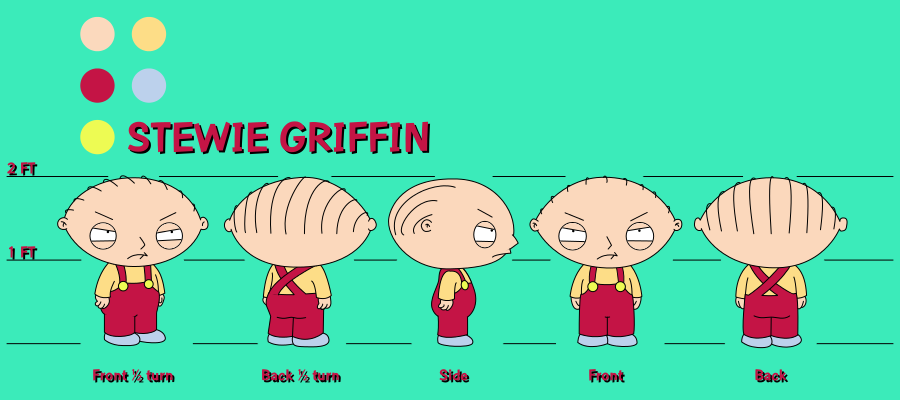 STEWIE GRIFFIN
2 FT
1 FT
Front ½ turn
Back ½ turn
Side
Front
Back